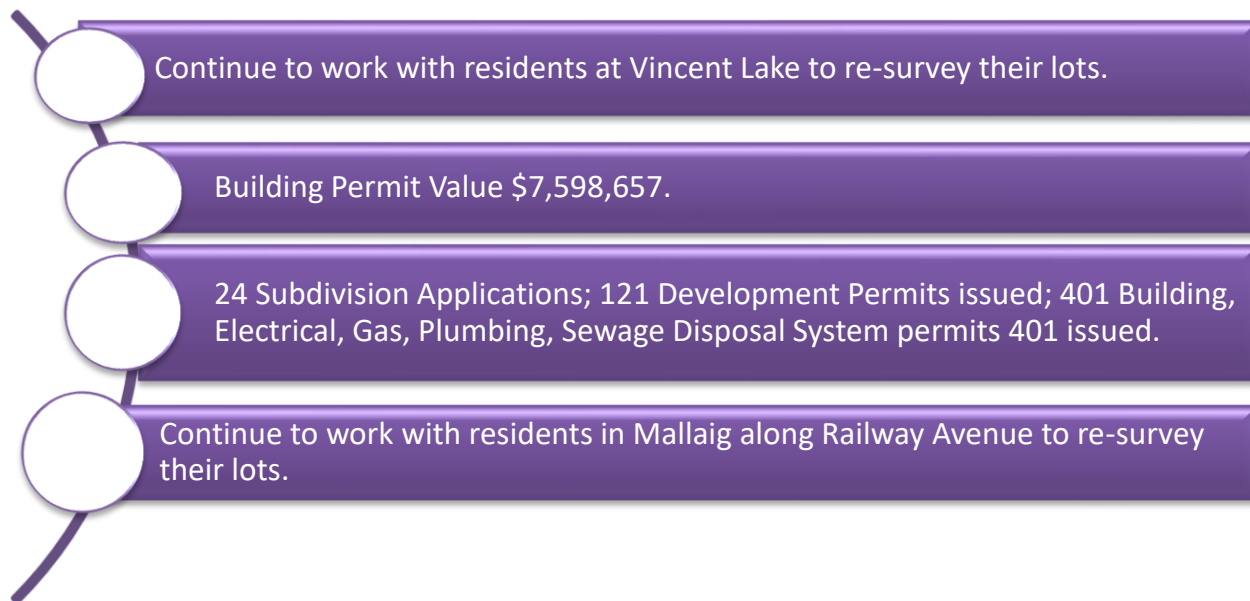 Continue to work with residents at Vincent Lake to re-survey their lots.
Building Permit Value $7,598,657.
24 Subdivision Applications; 121 Development Permits issued; 401 Building,
Electrical, Gas, Plumbing, Sewage Disposal System permits 401 issued.
Continue to work with residents in Mallaig along Railway Avenue to re-survey
their lots.